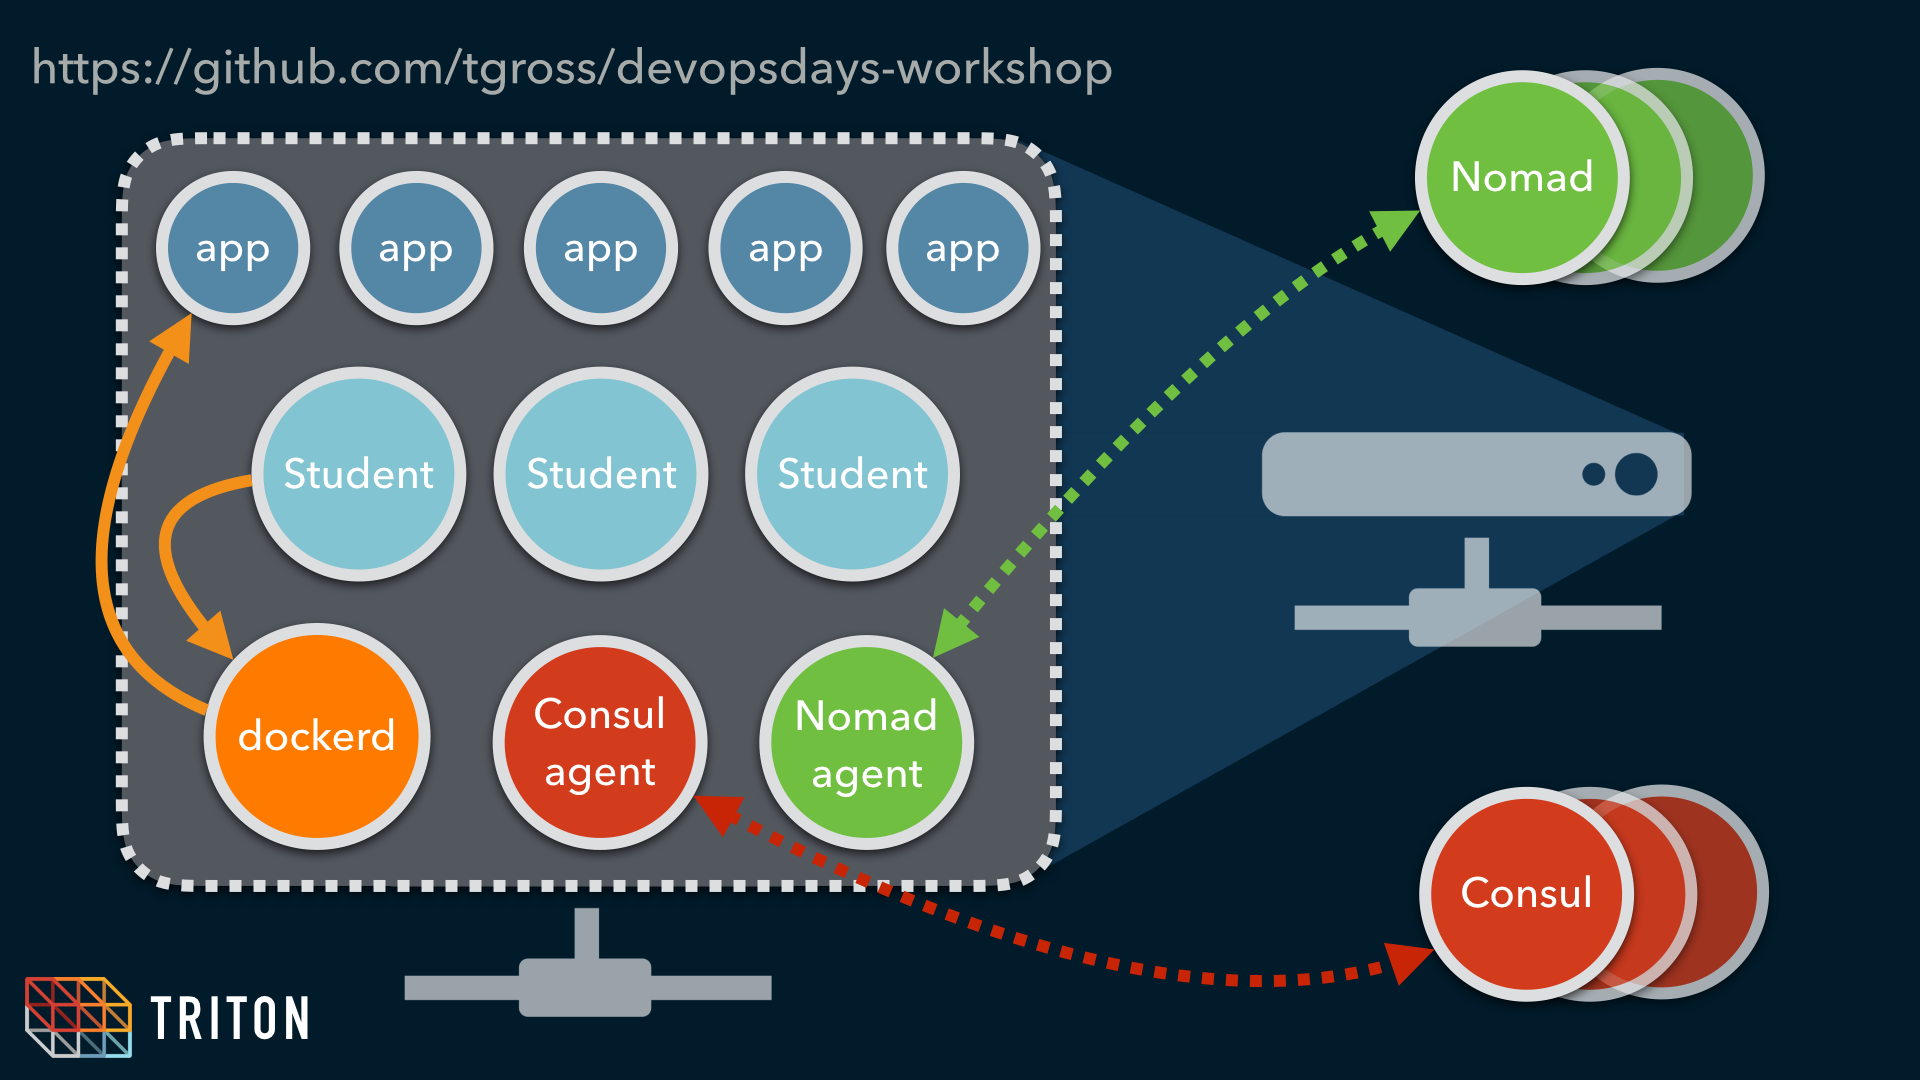 https://github.com/tgross/devopsdays-workshop
Nomad
app app app app app
Student Student Student
dockerd
Consul
agent
Nomad
agent
Consul
TRITON